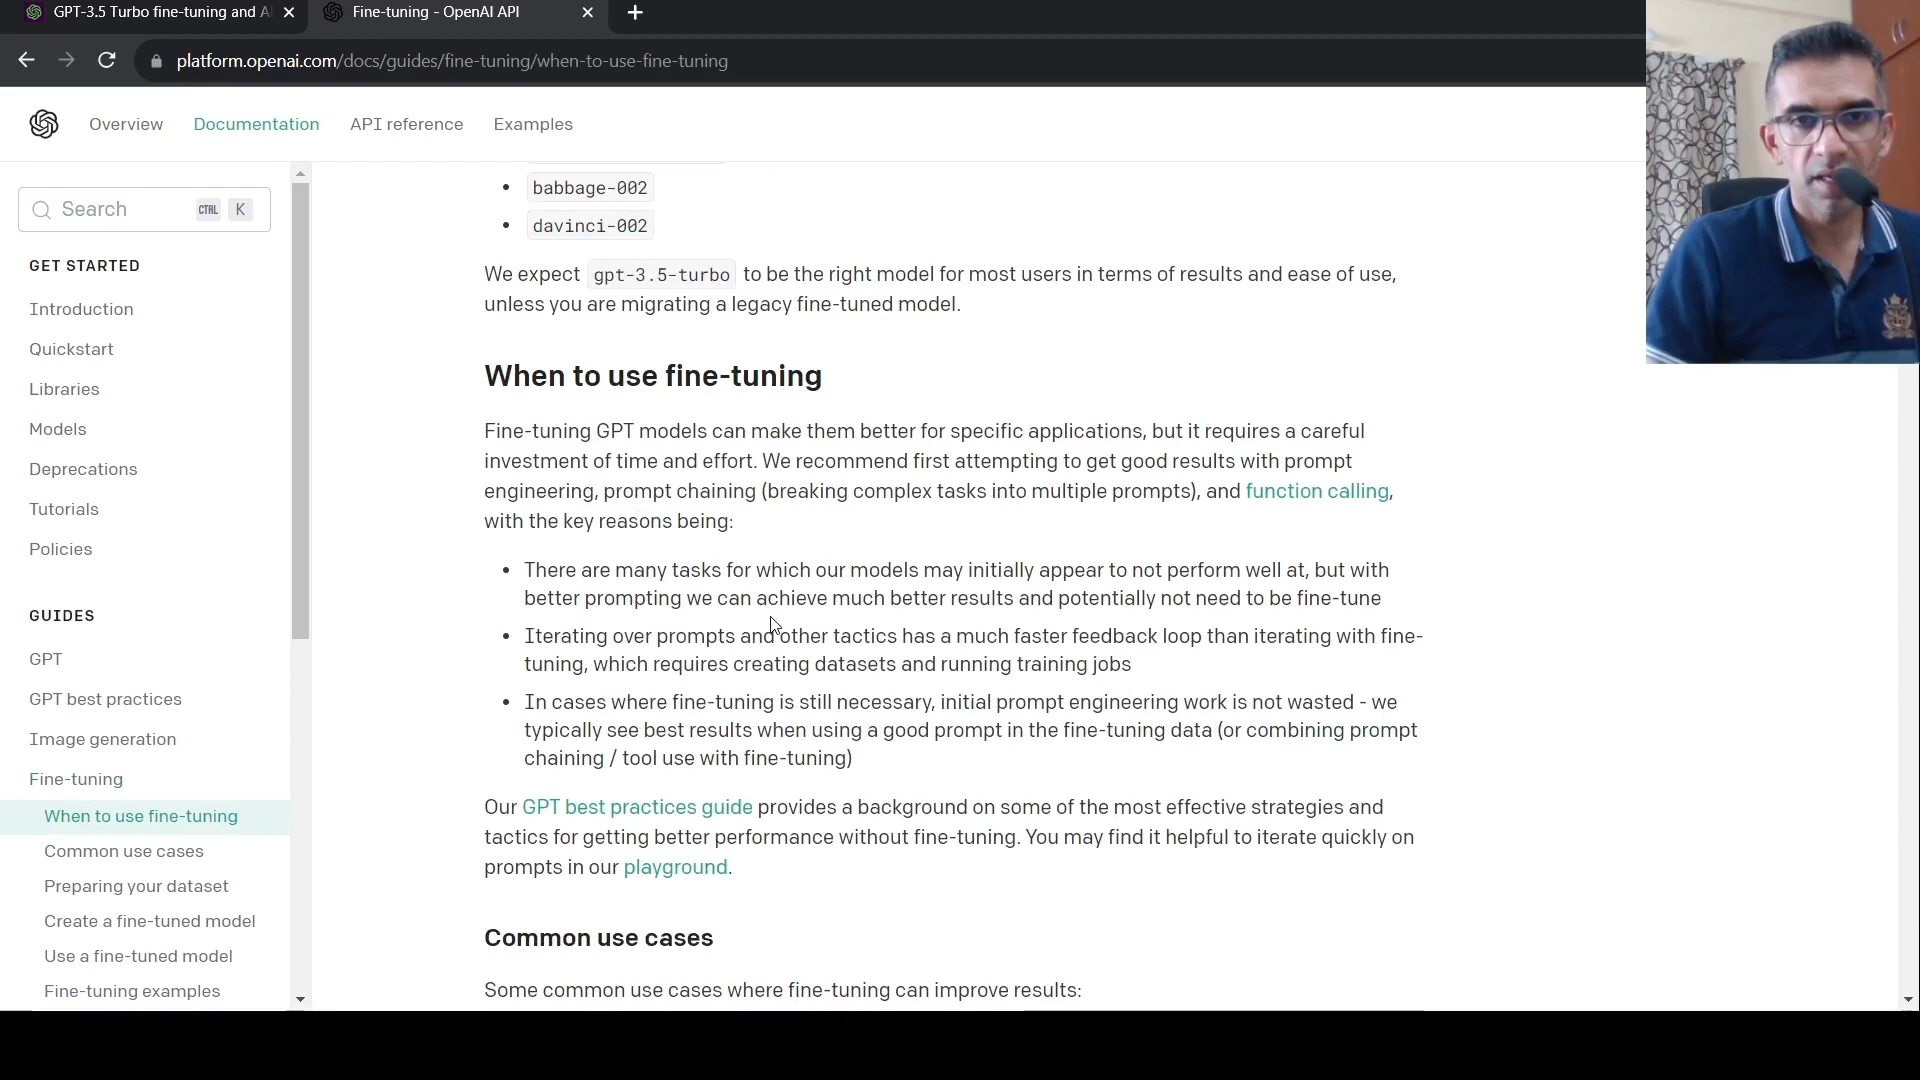 GPT-3.5 Turbo fine-tuning and A
Fine-tuning - OpenAI API
platform.openai.com/docs/guides/fine-tuning/when-to-use-fine-tuning
Overview
Documentation
API reference
Examples
Search
CTRL
K
GET STARTED
Introduction
Quickstart
Libraries
Models
Deprecations
Tutorials
Policies
GUIDES
GPT
GPT best practices
Image generation
Fine-tuning
When to use fine-tuning
Common use cases
Preparing your dataset
Create a fine-tuned model
Use a fine-tuned model
Fine-tuning examples
• babbage-002
• davinci-002
We expect gpt-3.5-turbo to be the right model for most users in terms of results and ease of use,
unless you are migrating a legacy fine-tuned model.
When to use fine-tuning
Fine-tuning GPT models can make them better for specific applications, but it requires a careful
investment of time and effort. We recommend first attempting to get good results with prompt
engineering, prompt chaining (breaking complex tasks into multiple prompts), and function calling,
with the key reasons being:
• There are many tasks for which our models may initially appear to not perform well at, but with
better prompting we can achieve much better results and potentially not need to be fine-tune
• Iterating over prompts and other tactics has a much faster feedback loop than iterating with fine-
tuning, which requires creating datasets and running training jobs
• In cases where fine-tuning is still necessary, initial prompt engineering work is not wasted - we
typically see best results when using a good prompt in the fine-tuning data (or combining prompt
chaining / tool use with fine-tuning)
Our GPT best practices guide provides a background on some of the most effective strategies and
tactics for getting better performance without fine-tuning. You may find it helpful to iterate quickly on
prompts in our playground.
Common use cases
Some common use cases where fine-tuning can improve results: